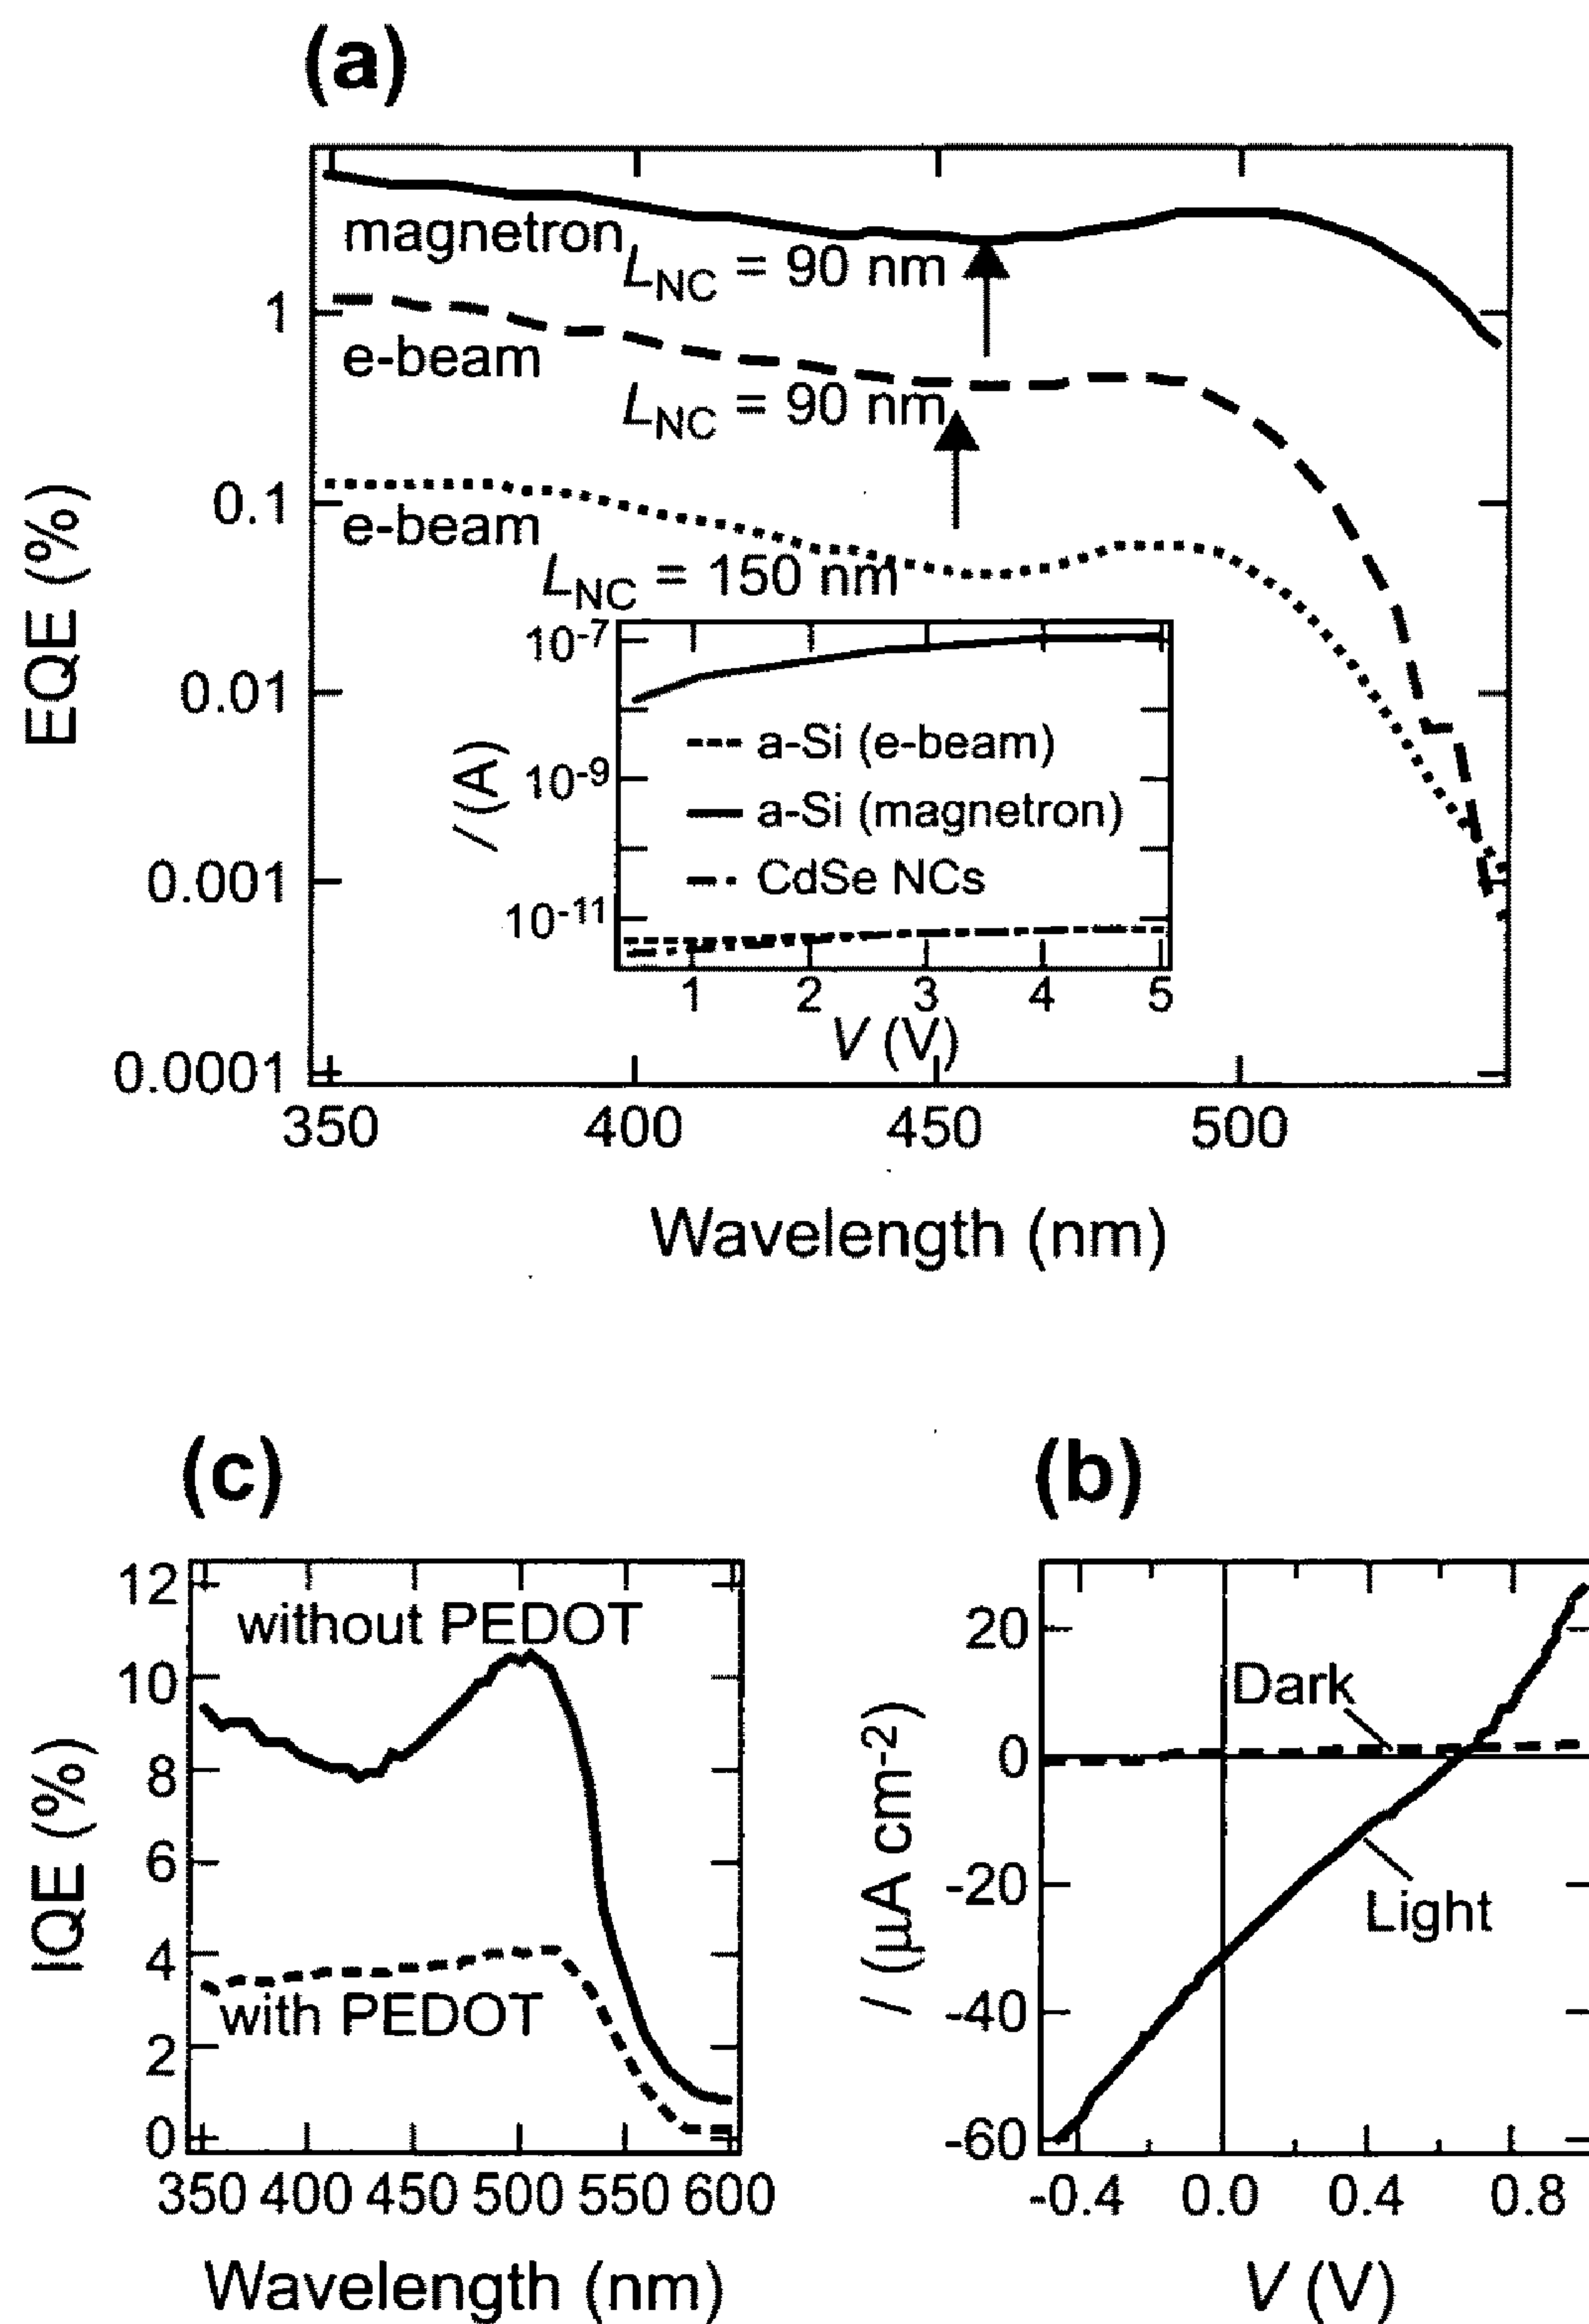 (a)
magnetron
L_NC = 90 nm
1
e-beam
L_NC = 90 nm
0.1
e-beam
L_NC = 150 nm
EQE (%)
0.01
0.001
0.0001
10^-7
10^-9
10^-11
I (A)
a-Si (e-beam)
a-Si (magnetron)
CdSe NCs
1 2 3 4 5
V (V)
350 400 450 500
Wavelength (nm)
(c)
12
without PEDOT
10
8
6
4
with PEDOT
2
0
IQE (%)
350 400 450 500 550 600
Wavelength (nm)
(b)
20
Dark
0
-20
Light
-40
-60
I (μA cm-2)
-0.4 0.0 0.4 0.8
V (V)